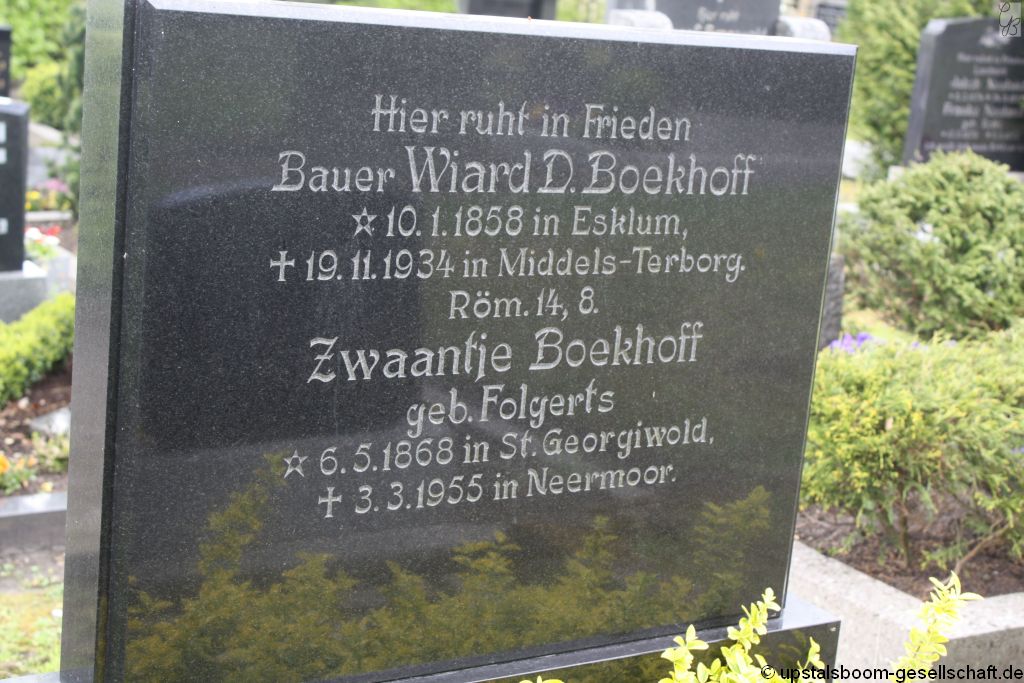 Hier ruht in Frieden
Bauer Wiard D. Boekhoff
☆ 10. 1. 1858 in Esklum,
✝ 19. 11. 1934 in Middels-Terborg.
Röm. 14, 8.
Zwaantje Boekhoff
geb. Folgerts
☆ 6. 5. 1868 in St. Georgiwold,
✝ 3. 3. 1955 in Neermoor.
© upstalsboom-gesellschaft.de